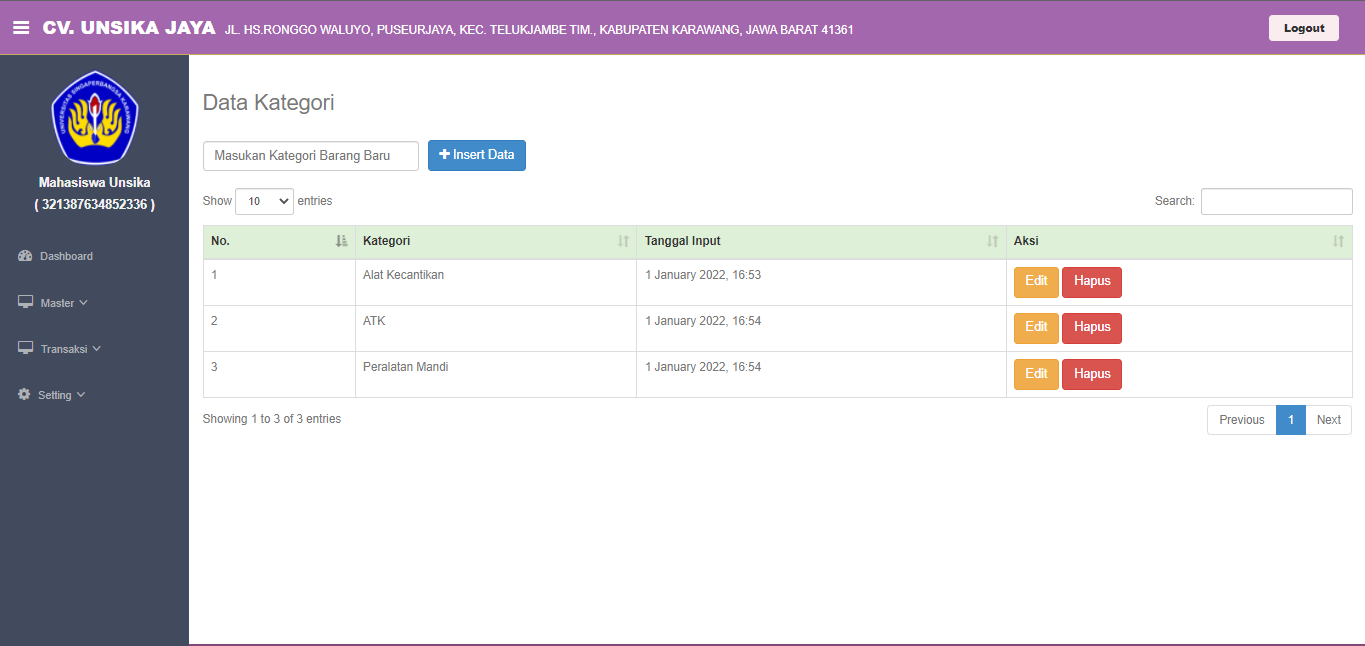 CV. UNSIKA JAYA JL. HS.RONGGO WALUYO, PUSEURJAYA, KEC. TELUKJAMBE TIM., KABUPATEN KARAWANG, JAWA BARAT 41361
Logout
UNIVERSITAS SINGAPERBANGSA KARAWANG
Mahasiswa Unsika
( 321387634852336 )
Dashboard
Master
Transaksi
Setting
Data Kategori
Masukan Kategori Barang Baru
Insert Data
Show 10 entries
Search:
No. Kategori Tanggal Input Aksi
1 Alat Kecantikan 1 January 2022, 16:53 Edit Hapus
2 ATK 1 January 2022, 16:54 Edit Hapus
3 Peralatan Mandi 1 January 2022, 16:54 Edit Hapus
Showing 1 to 3 of 3 entries
Previous 1 Next